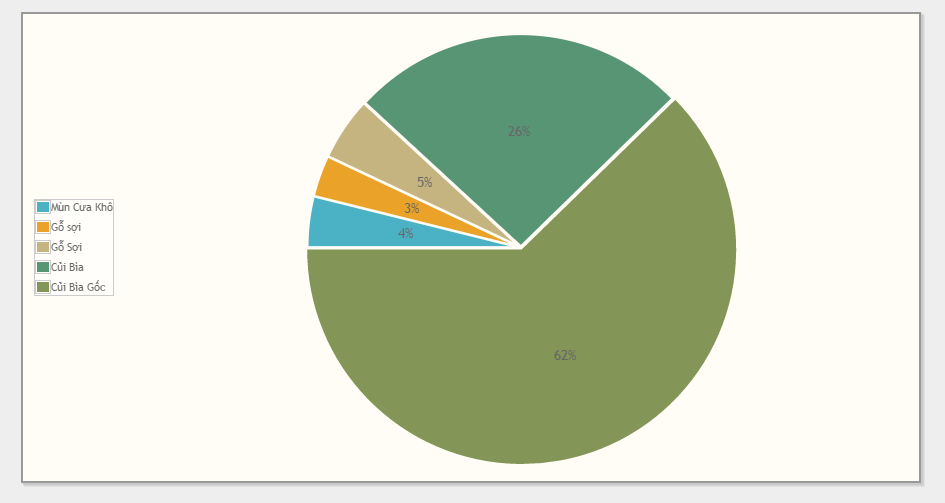 26%
5%
3%
4%
62%
Mùn Cưa Khô
Gỗ sợi
Gỗ Sợi
Củi Bìa
Củi Bìa Gốc